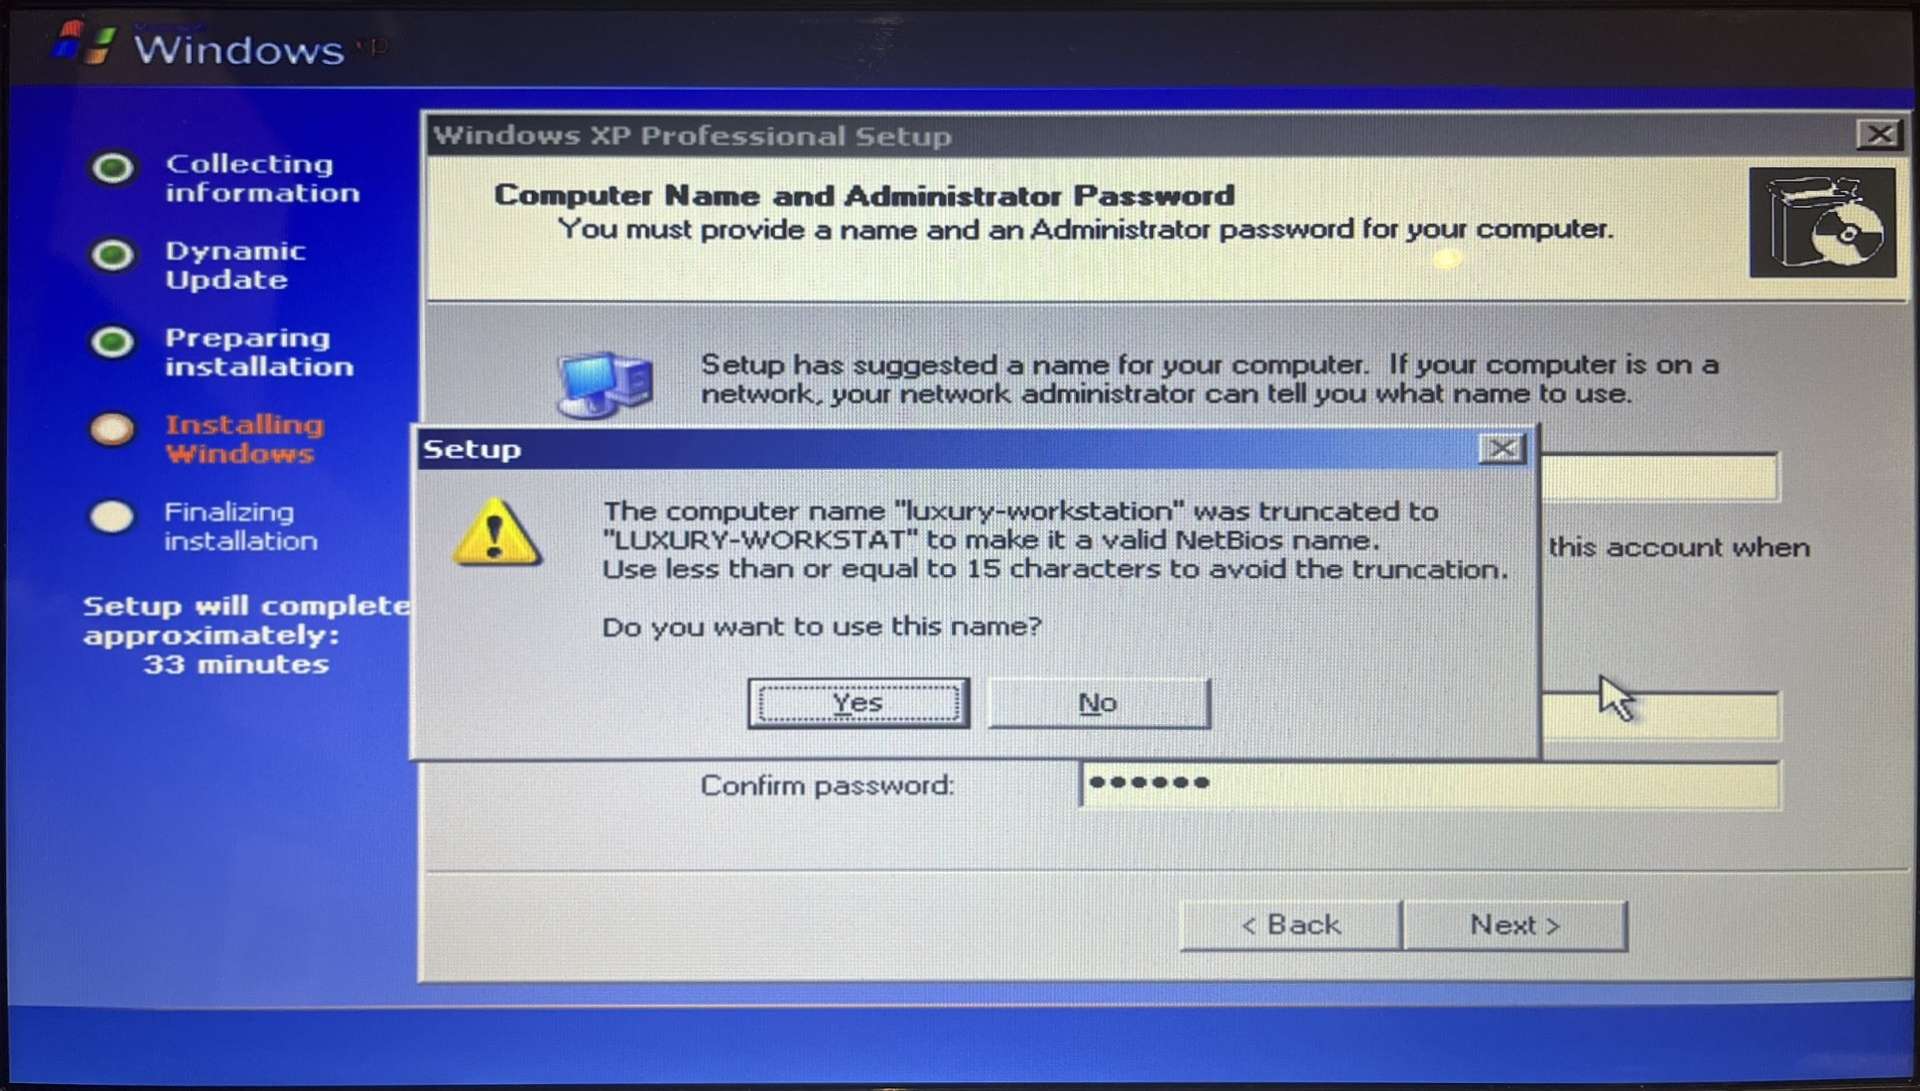 Windows xp
Collecting
information
Dynamic
Update
Preparing
installation
Installing
Windows
Finalizing
installation
Setup will complete
approximately:
33 minutes
Windows XP Professional Setup
Computer Name and Administrator Password
You must provide a name and an Administrator password for your computer.
Setup has suggested a name for your computer. If your computer is on a
network, your network administrator can tell you what name to use.
Setup
The computer name "luxury-workstation" was truncated to
"LUXURY-WORKSTAT" to make it a valid NetBios name.
Use less than or equal to 15 characters to avoid the truncation.
Do you want to use this name?
Yes
No
this account when
Confirm password:
< Back
Next >